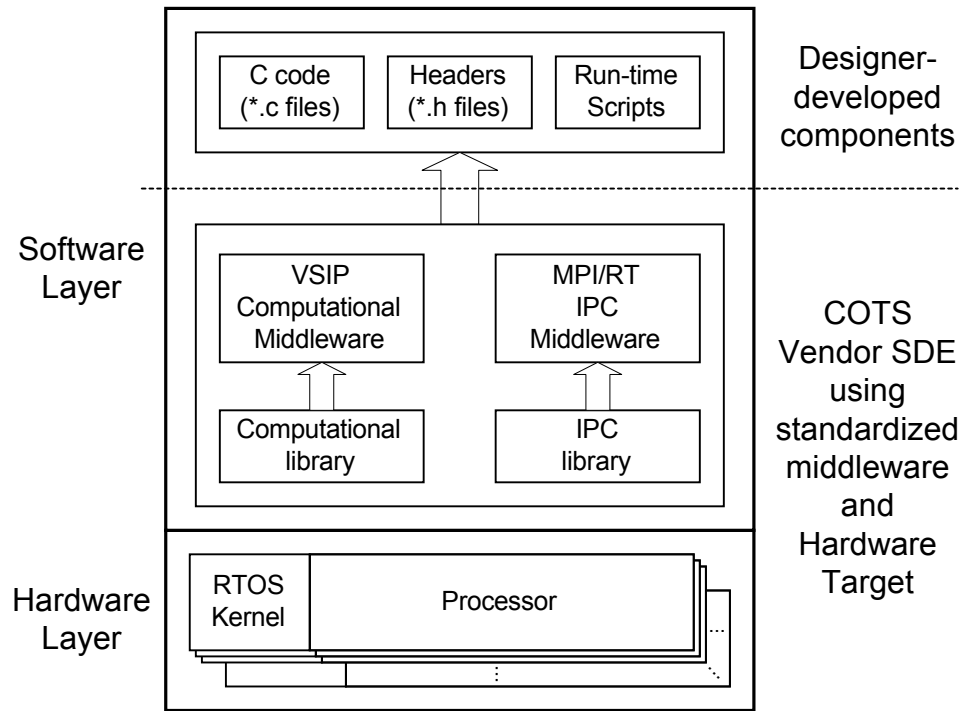 C code
(*.c files)
Headers
(*.h files)
Run-time
Scripts
Designer-
developed
components
Software
Layer
VSIP
Computational
Middleware
MPI/RT
IPC
Middleware
Computational
library
IPC
library
COTS
Vendor SDE
using
standardized
middleware
and
Hardware
Target
Hardware
Layer
RTOS
Kernel
Processor